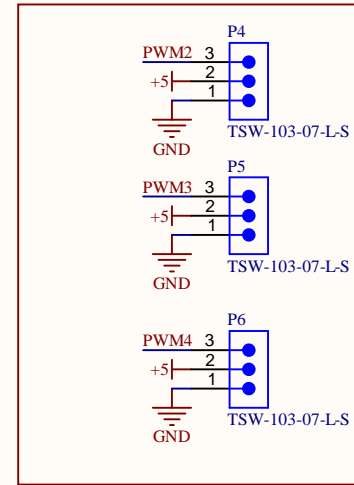 P4
PWM2 3
+5 2
1
TSW-103-07-L-S
GND
P5
PWM3 3
+5 2
1
TSW-103-07-L-S
GND
P6
PWM4 3
+5 2
1
TSW-103-07-L-S
GND